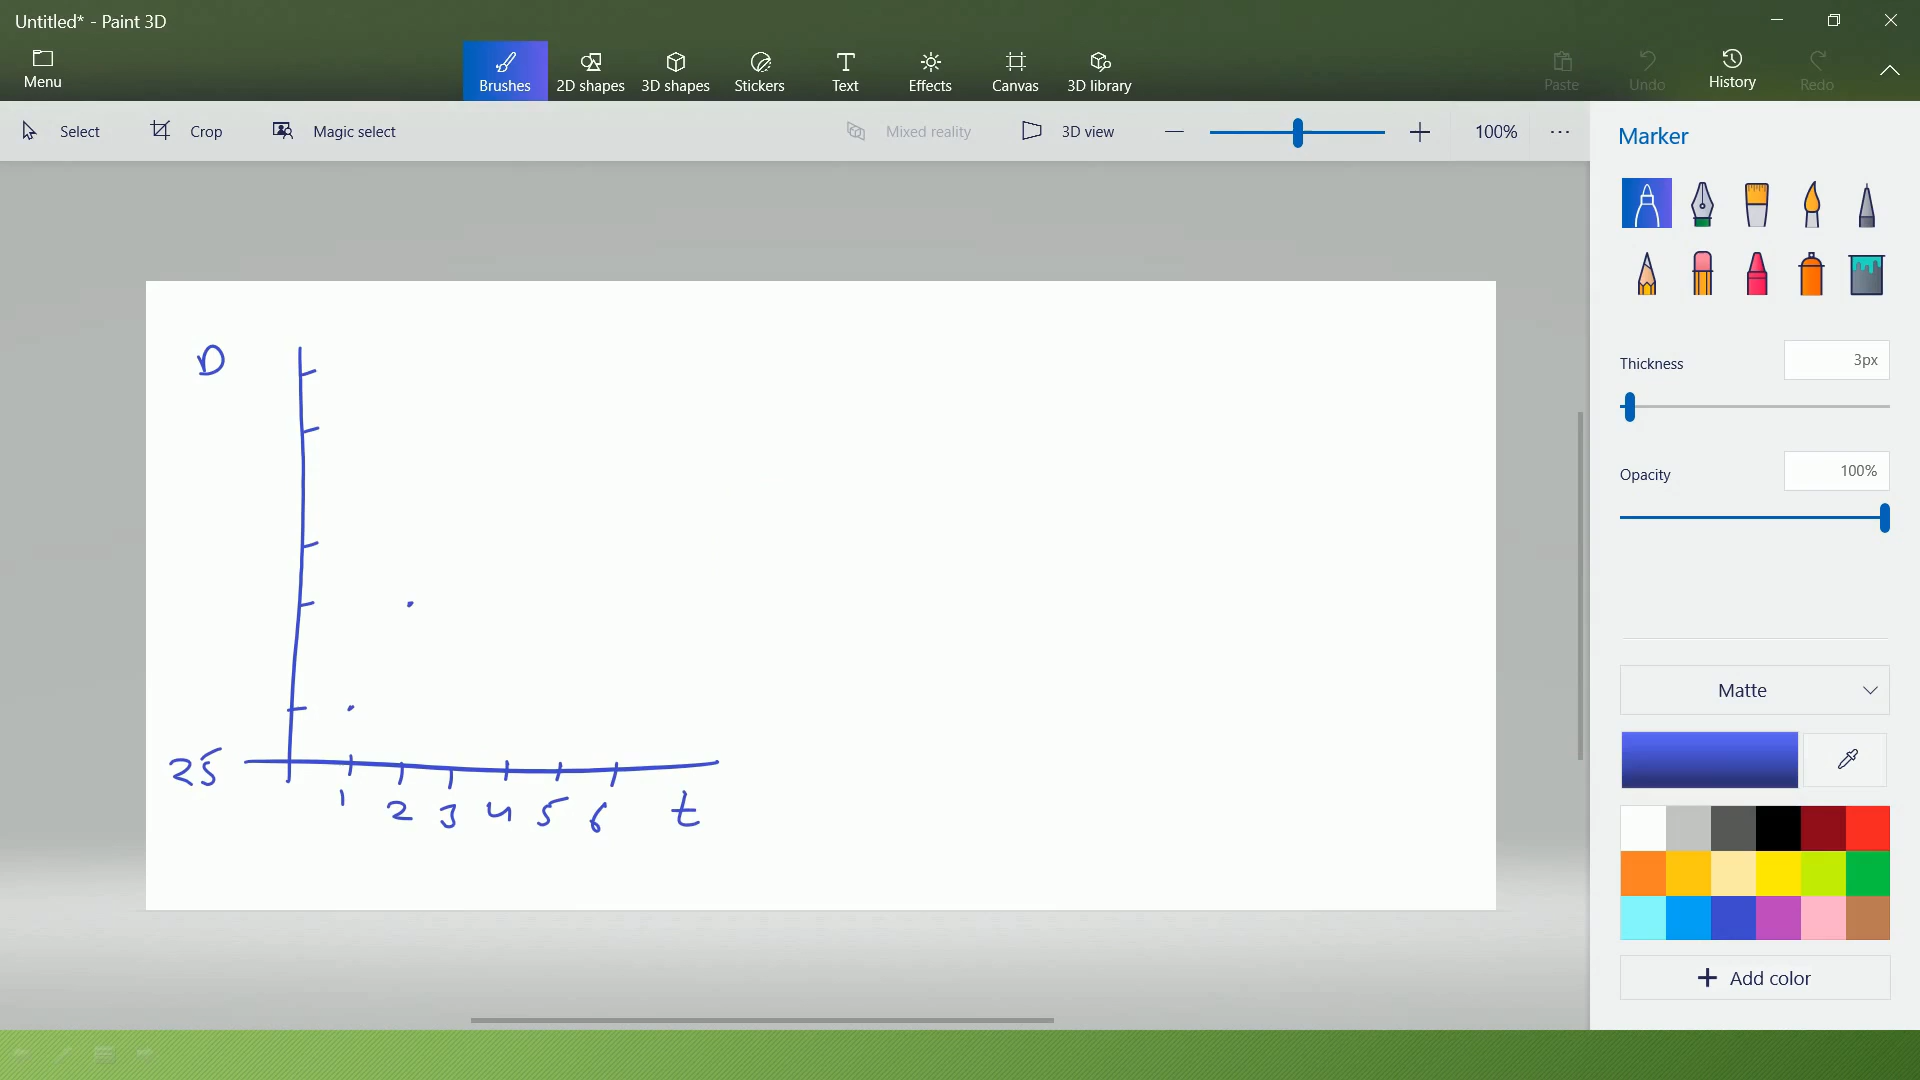 Untitled* - Paint 3D
Menu
Brushes
2D shapes
3D shapes
Stickers
Text
Effects
Canvas
3D library
Paste
Undo
History
Redo
Select
Crop
Magic select
Mixed reality
3D view
100%
Marker
Thickness
3px
Opacity
100%
Matte
Add color
D
25
1 2 3 4 5 6 t